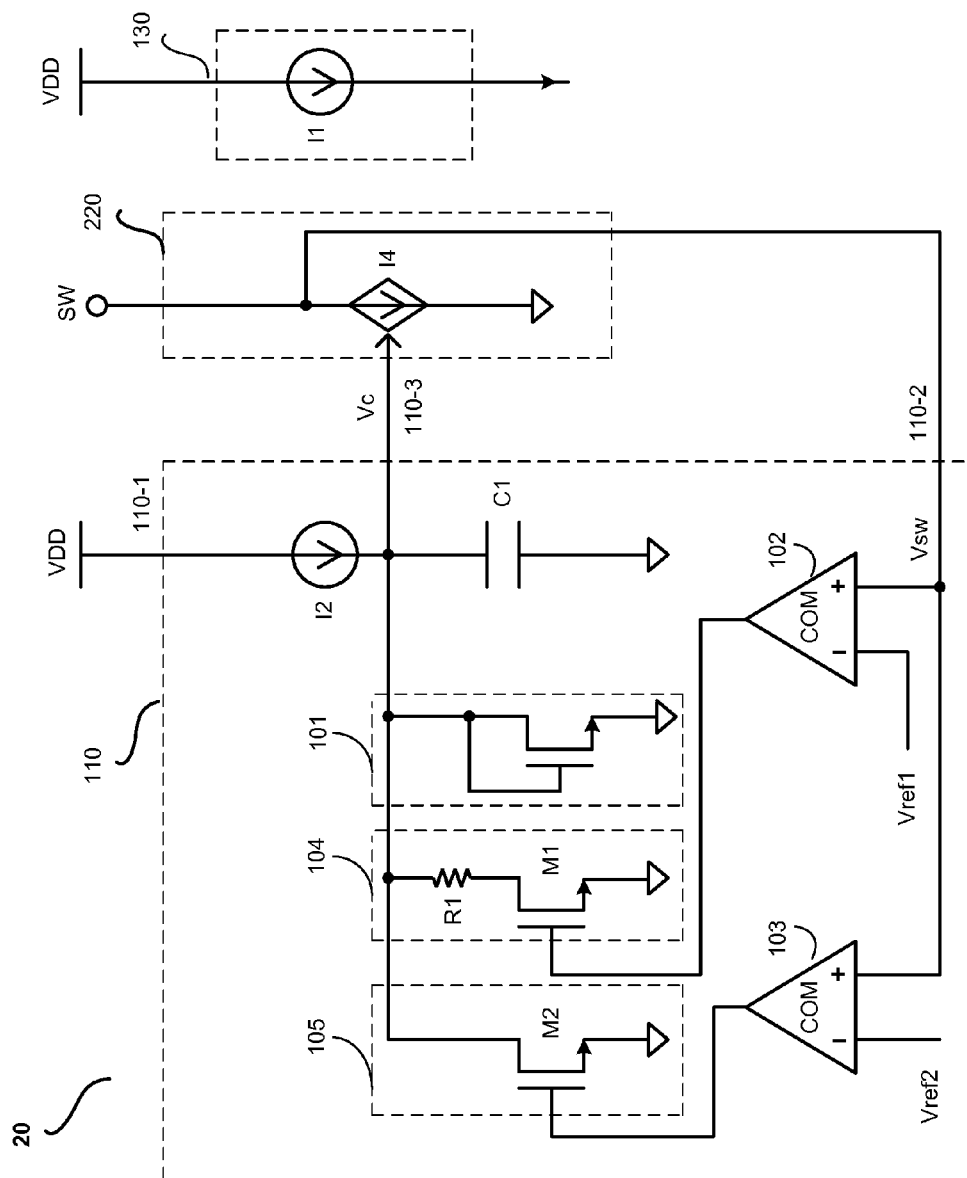 20
110
VDD
110-1
I2
Vc
110-3
C1
220
SW
I4
VDD
130
I1
105
M2
104
R1
M1
101
103
COM
+
−
Vref2
102
COM
+
−
Vref1
Vsw
110-2